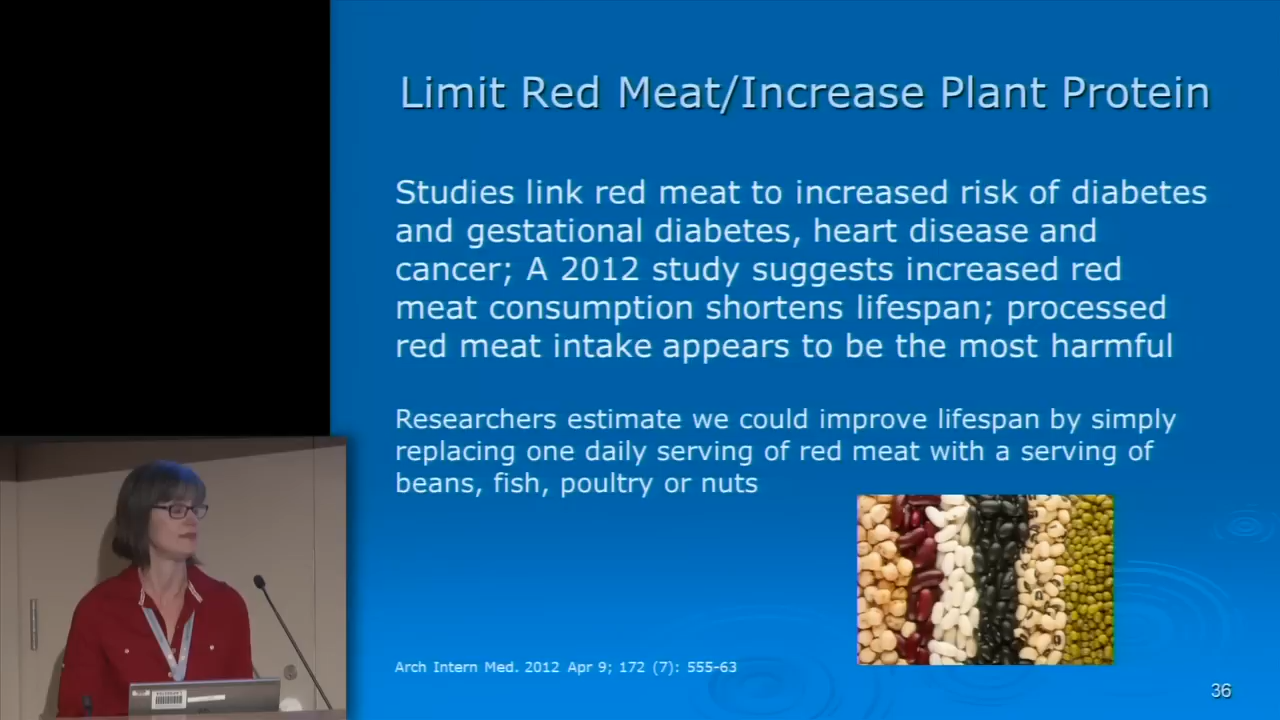 Limit Red Meat/Increase Plant Protein
Studies link red meat to increased risk of diabetes
and gestational diabetes, heart disease and
cancer; A 2012 study suggests increased red
meat consumption shortens lifespan; processed
red meat intake appears to be the most harmful
Researchers estimate we could improve lifespan by simply
replacing one daily serving of red meat with a serving of
beans, fish, poultry or nuts
Arch Intern Med. 2012 Apr 9; 172 (7): 555-63
36